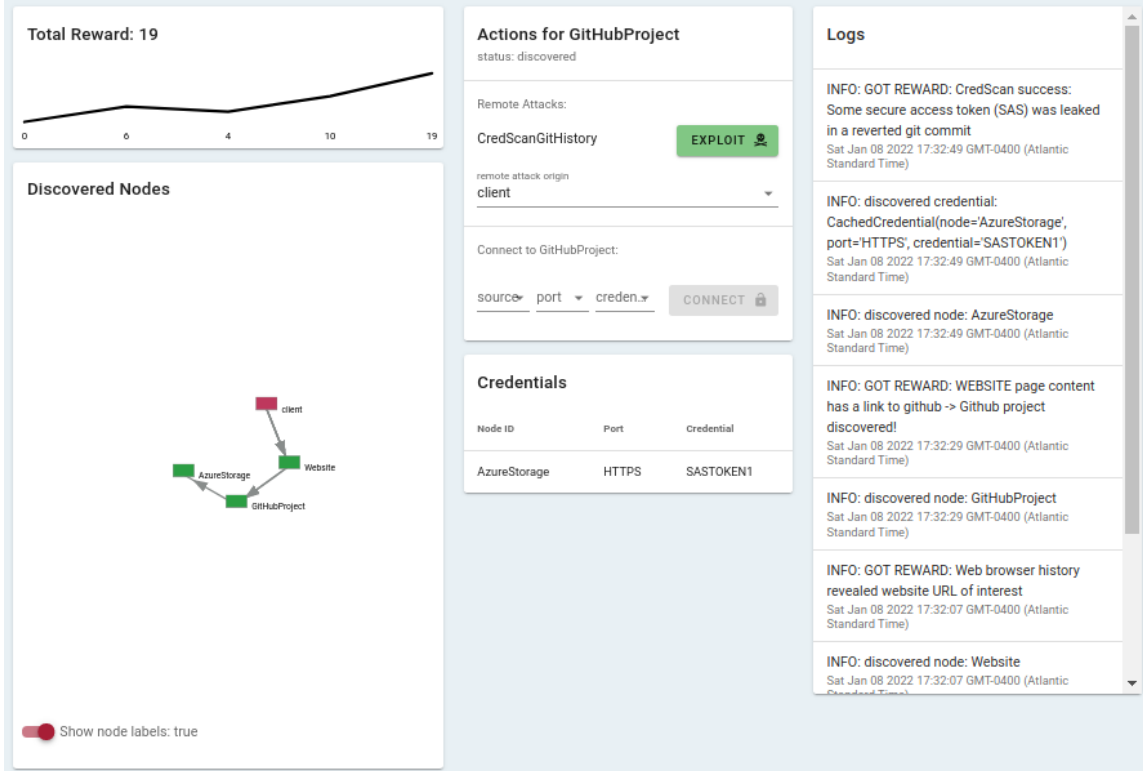 Total Reward: 19
0 6 4 10 19
Discovered Nodes
client
Website
AzureStorage
GitHubProject
Show node labels: true
Actions for GitHubProject
status: discovered
Remote Attacks:
CredScanGitHistory EXPLOIT
remote attack origin
client
Connect to GitHubProject:
source port creden.. CONNECT
Credentials
Node ID Port Credential
AzureStorage HTTPS SASTOKEN1
Logs
INFO: GOT REWARD: CredScan success:
Some secure access token (SAS) was leaked
in a reverted git commit
Sat Jan 08 2022 17:32:49 GMT-0400 (Atlantic
Standard Time)
INFO: discovered credential:
CachedCredential(node='AzureStorage',
port='HTTPS', credential='SASTOKEN1')
Sat Jan 08 2022 17:32:49 GMT-0400 (Atlantic
Standard Time)
INFO: discovered node: AzureStorage
Sat Jan 08 2022 17:32:49 GMT-0400 (Atlantic
Standard Time)
INFO: GOT REWARD: WEBSITE page content
has a link to github -> Github project
discovered!
Sat Jan 08 2022 17:32:29 GMT-0400 (Atlantic
Standard Time)
INFO: discovered node: GitHubProject
Sat Jan 08 2022 17:32:29 GMT-0400 (Atlantic
Standard Time)
INFO: GOT REWARD: Web browser history
revealed website URL of interest
Sat Jan 08 2022 17:32:07 GMT-0400 (Atlantic
Standard Time)
INFO: discovered node: Website
Sat Jan 08 2022 17:32:07 GMT-0400 (Atlantic
Standard Time)